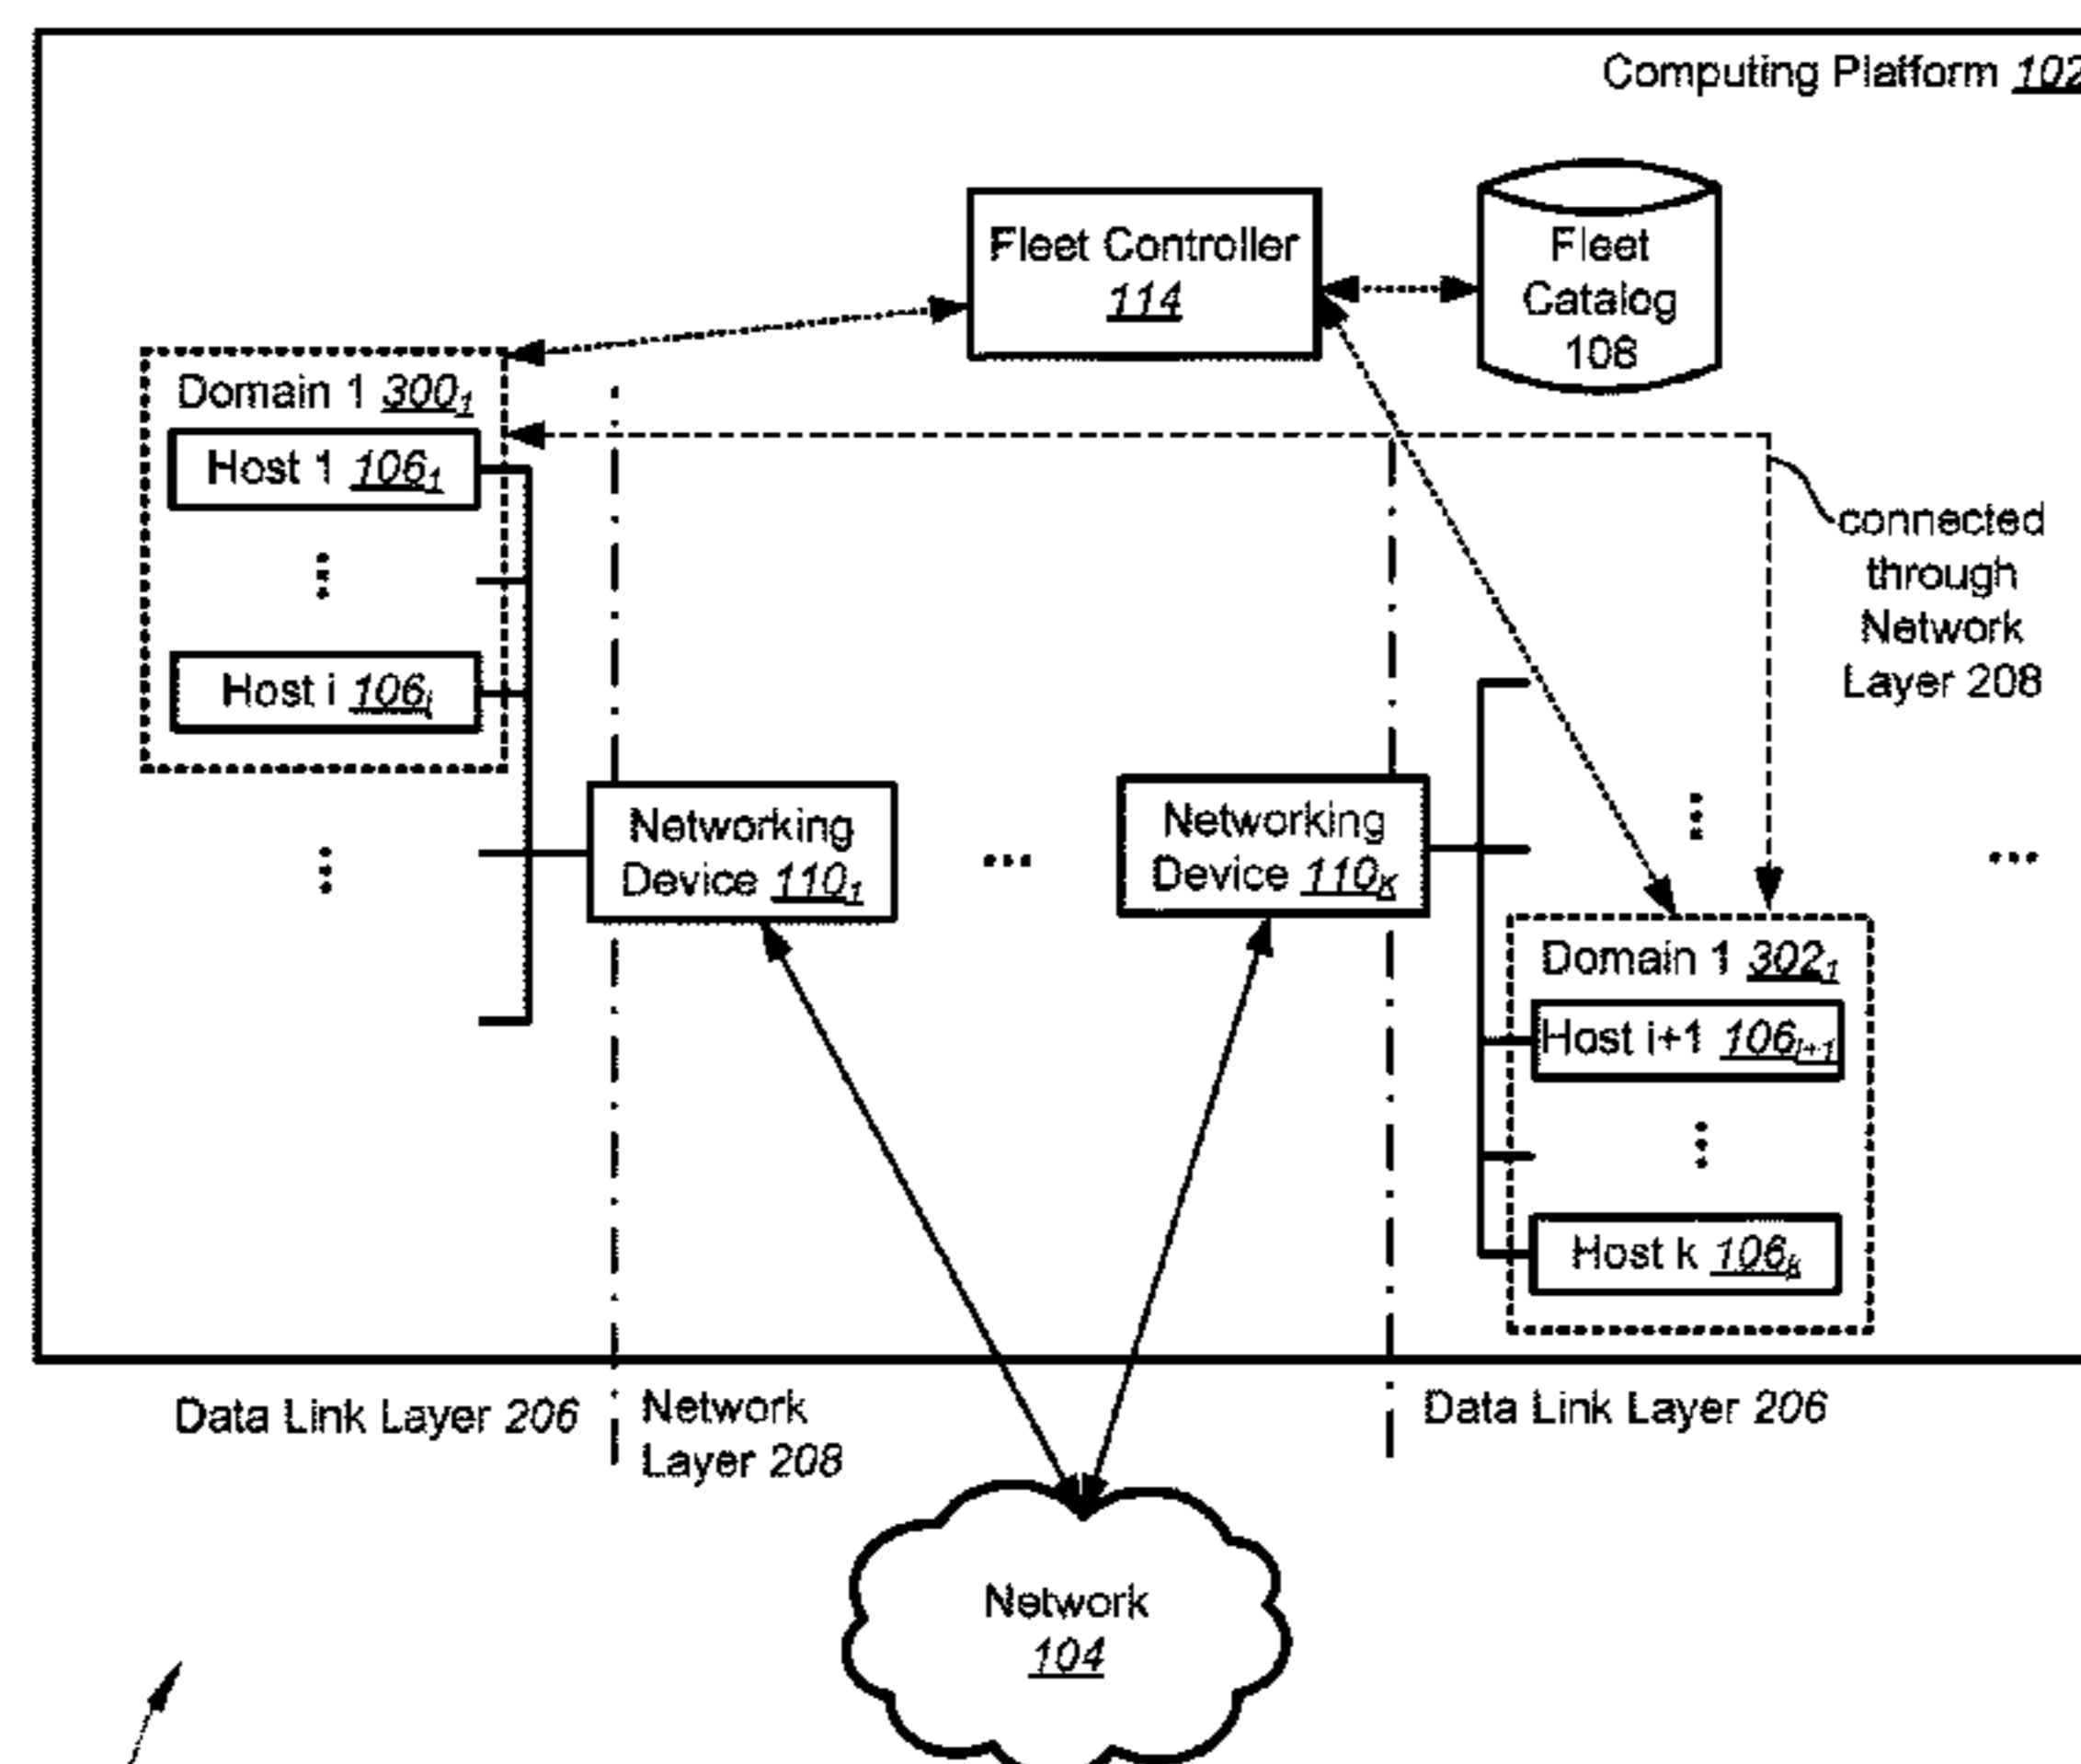 Computing Platform 102
Fleet Controller
114
Fleet
Catalog
108
Domain 1 300₁
Host 1 106₁
Host i 106ᵢ
connected
through
Network
Layer 208
Networking
Device 110₁
...
Networking
Device 110K
...
Domain 1 302₁
Host i+1 106ᵢ₊₁
Host k 106ₖ
Data Link Layer 206
Network
Layer 208
Data Link Layer 206
Network
104